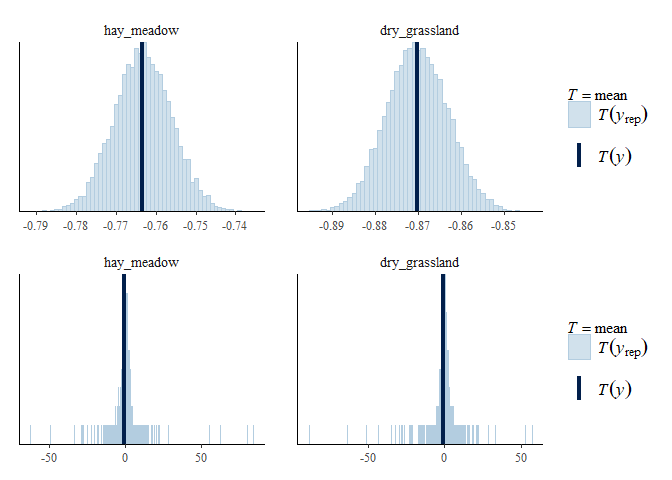 hay_meadow
dry_grassland
-0.79 -0.78 -0.77 -0.76 -0.75 -0.74
-0.89 -0.88 -0.87 -0.86 -0.85
T = mean
T(yrep)
T(y)
hay_meadow
dry_grassland
-50 0 50
-50 0 50
T = mean
T(yrep)
T(y)